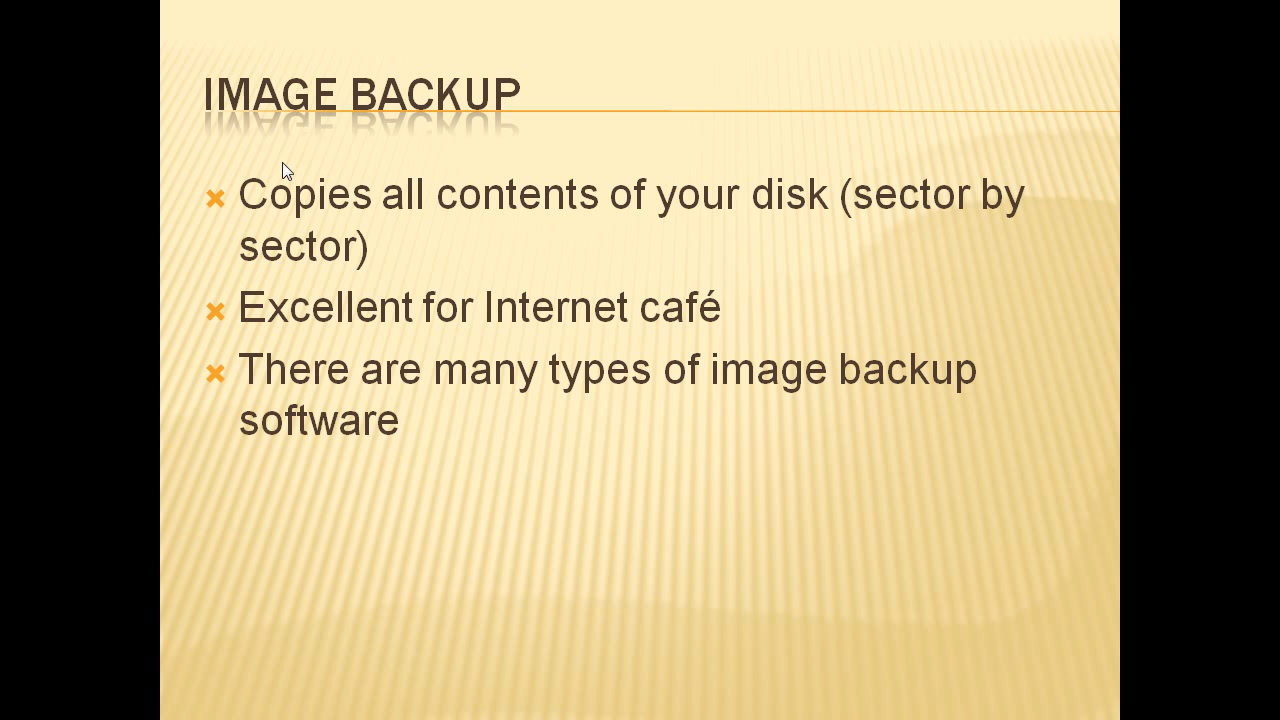 IMAGE BACKUP
Copies all contents of your disk (sector by
sector)
Excellent for Internet café
There are many types of image backup
software